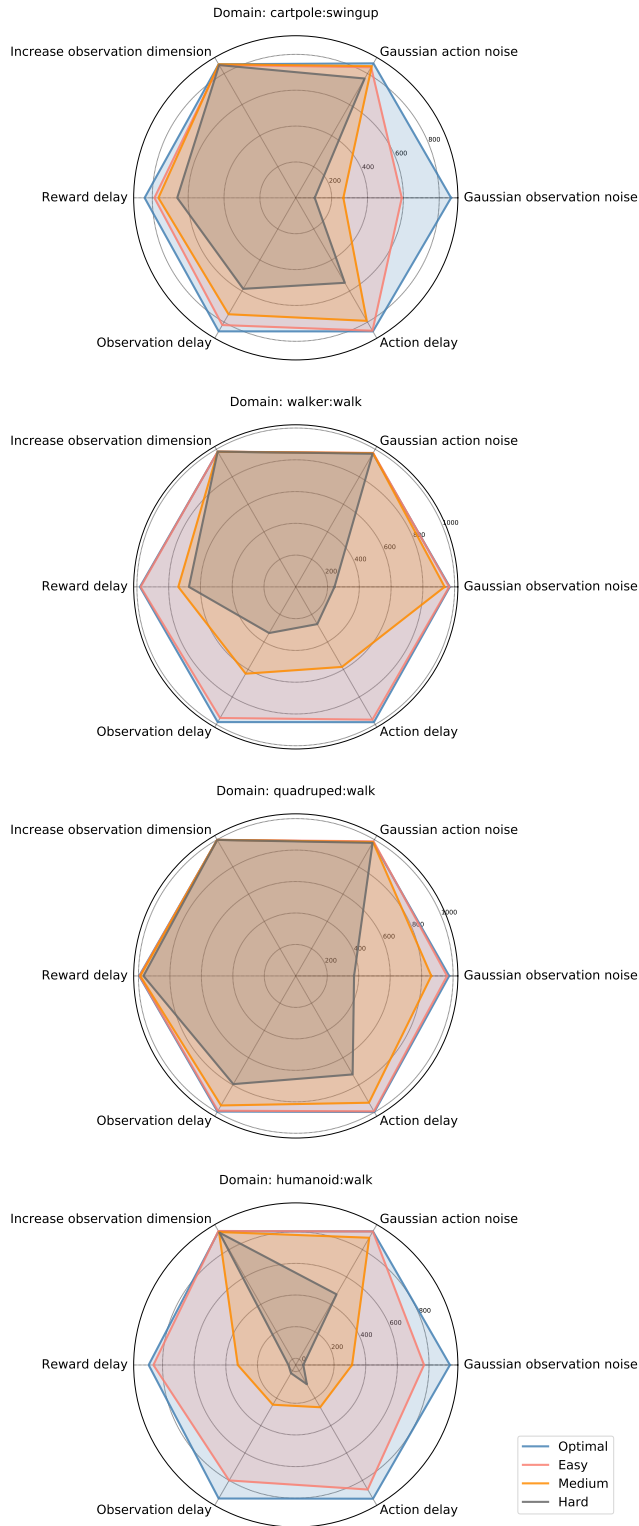 Domain: cartpole:swingup
Increase observation dimension
Gaussian action noise
800
600
400
200
Reward delay
Gaussian observation noise
Observation delay
Action delay
Domain: walker:walk
Increase observation dimension
Gaussian action noise
1000
800
600
400
200
Reward delay
Gaussian observation noise
Observation delay
Action delay
Domain: quadruped:walk
Increase observation dimension
Gaussian action noise
1000
800
600
400
200
Reward delay
Gaussian observation noise
Observation delay
Action delay
Domain: humanoid:walk
Increase observation dimension
Gaussian action noise
800
600
400
200
0
Reward delay
Gaussian observation noise
Observation delay
Action delay
Optimal
Easy
Medium
Hard